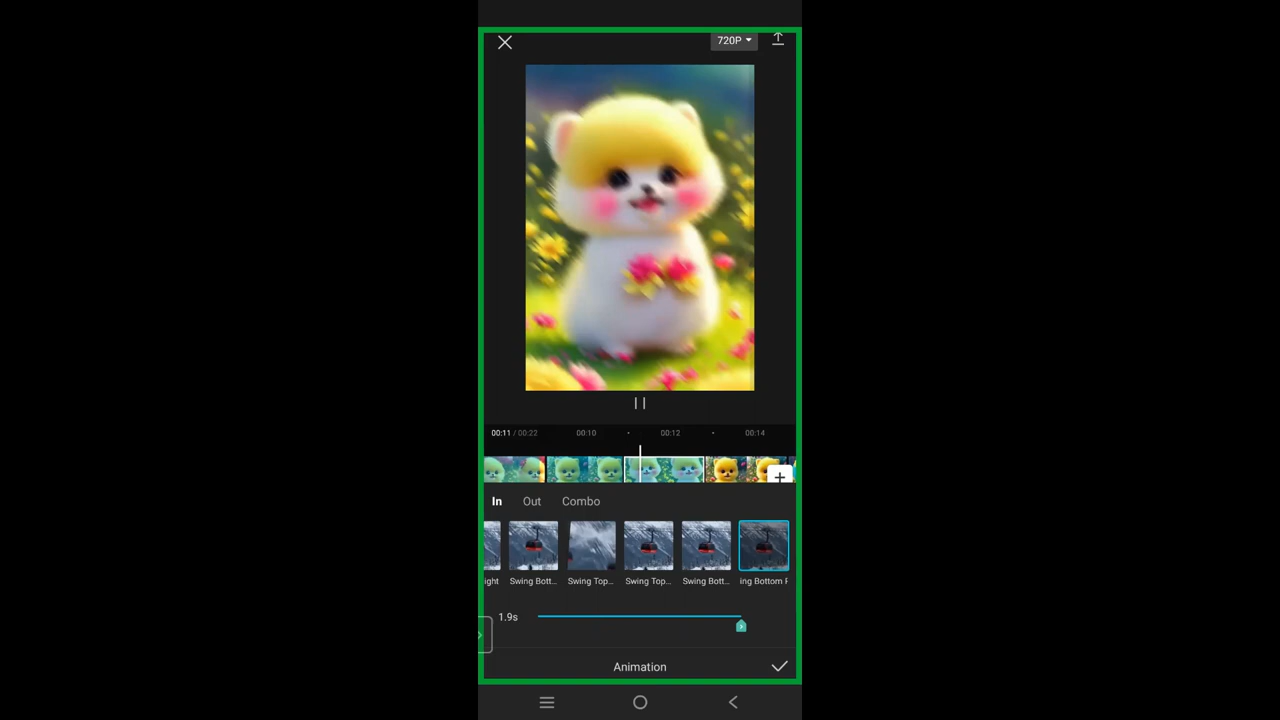 720P
00:11 / 00:22
00:10
00:12
00:14
In
Out
Combo
ight
Swing Bott...
Swing Top...
Swing Top...
Swing Bott...
ing Bottom R
1.9s
Animation